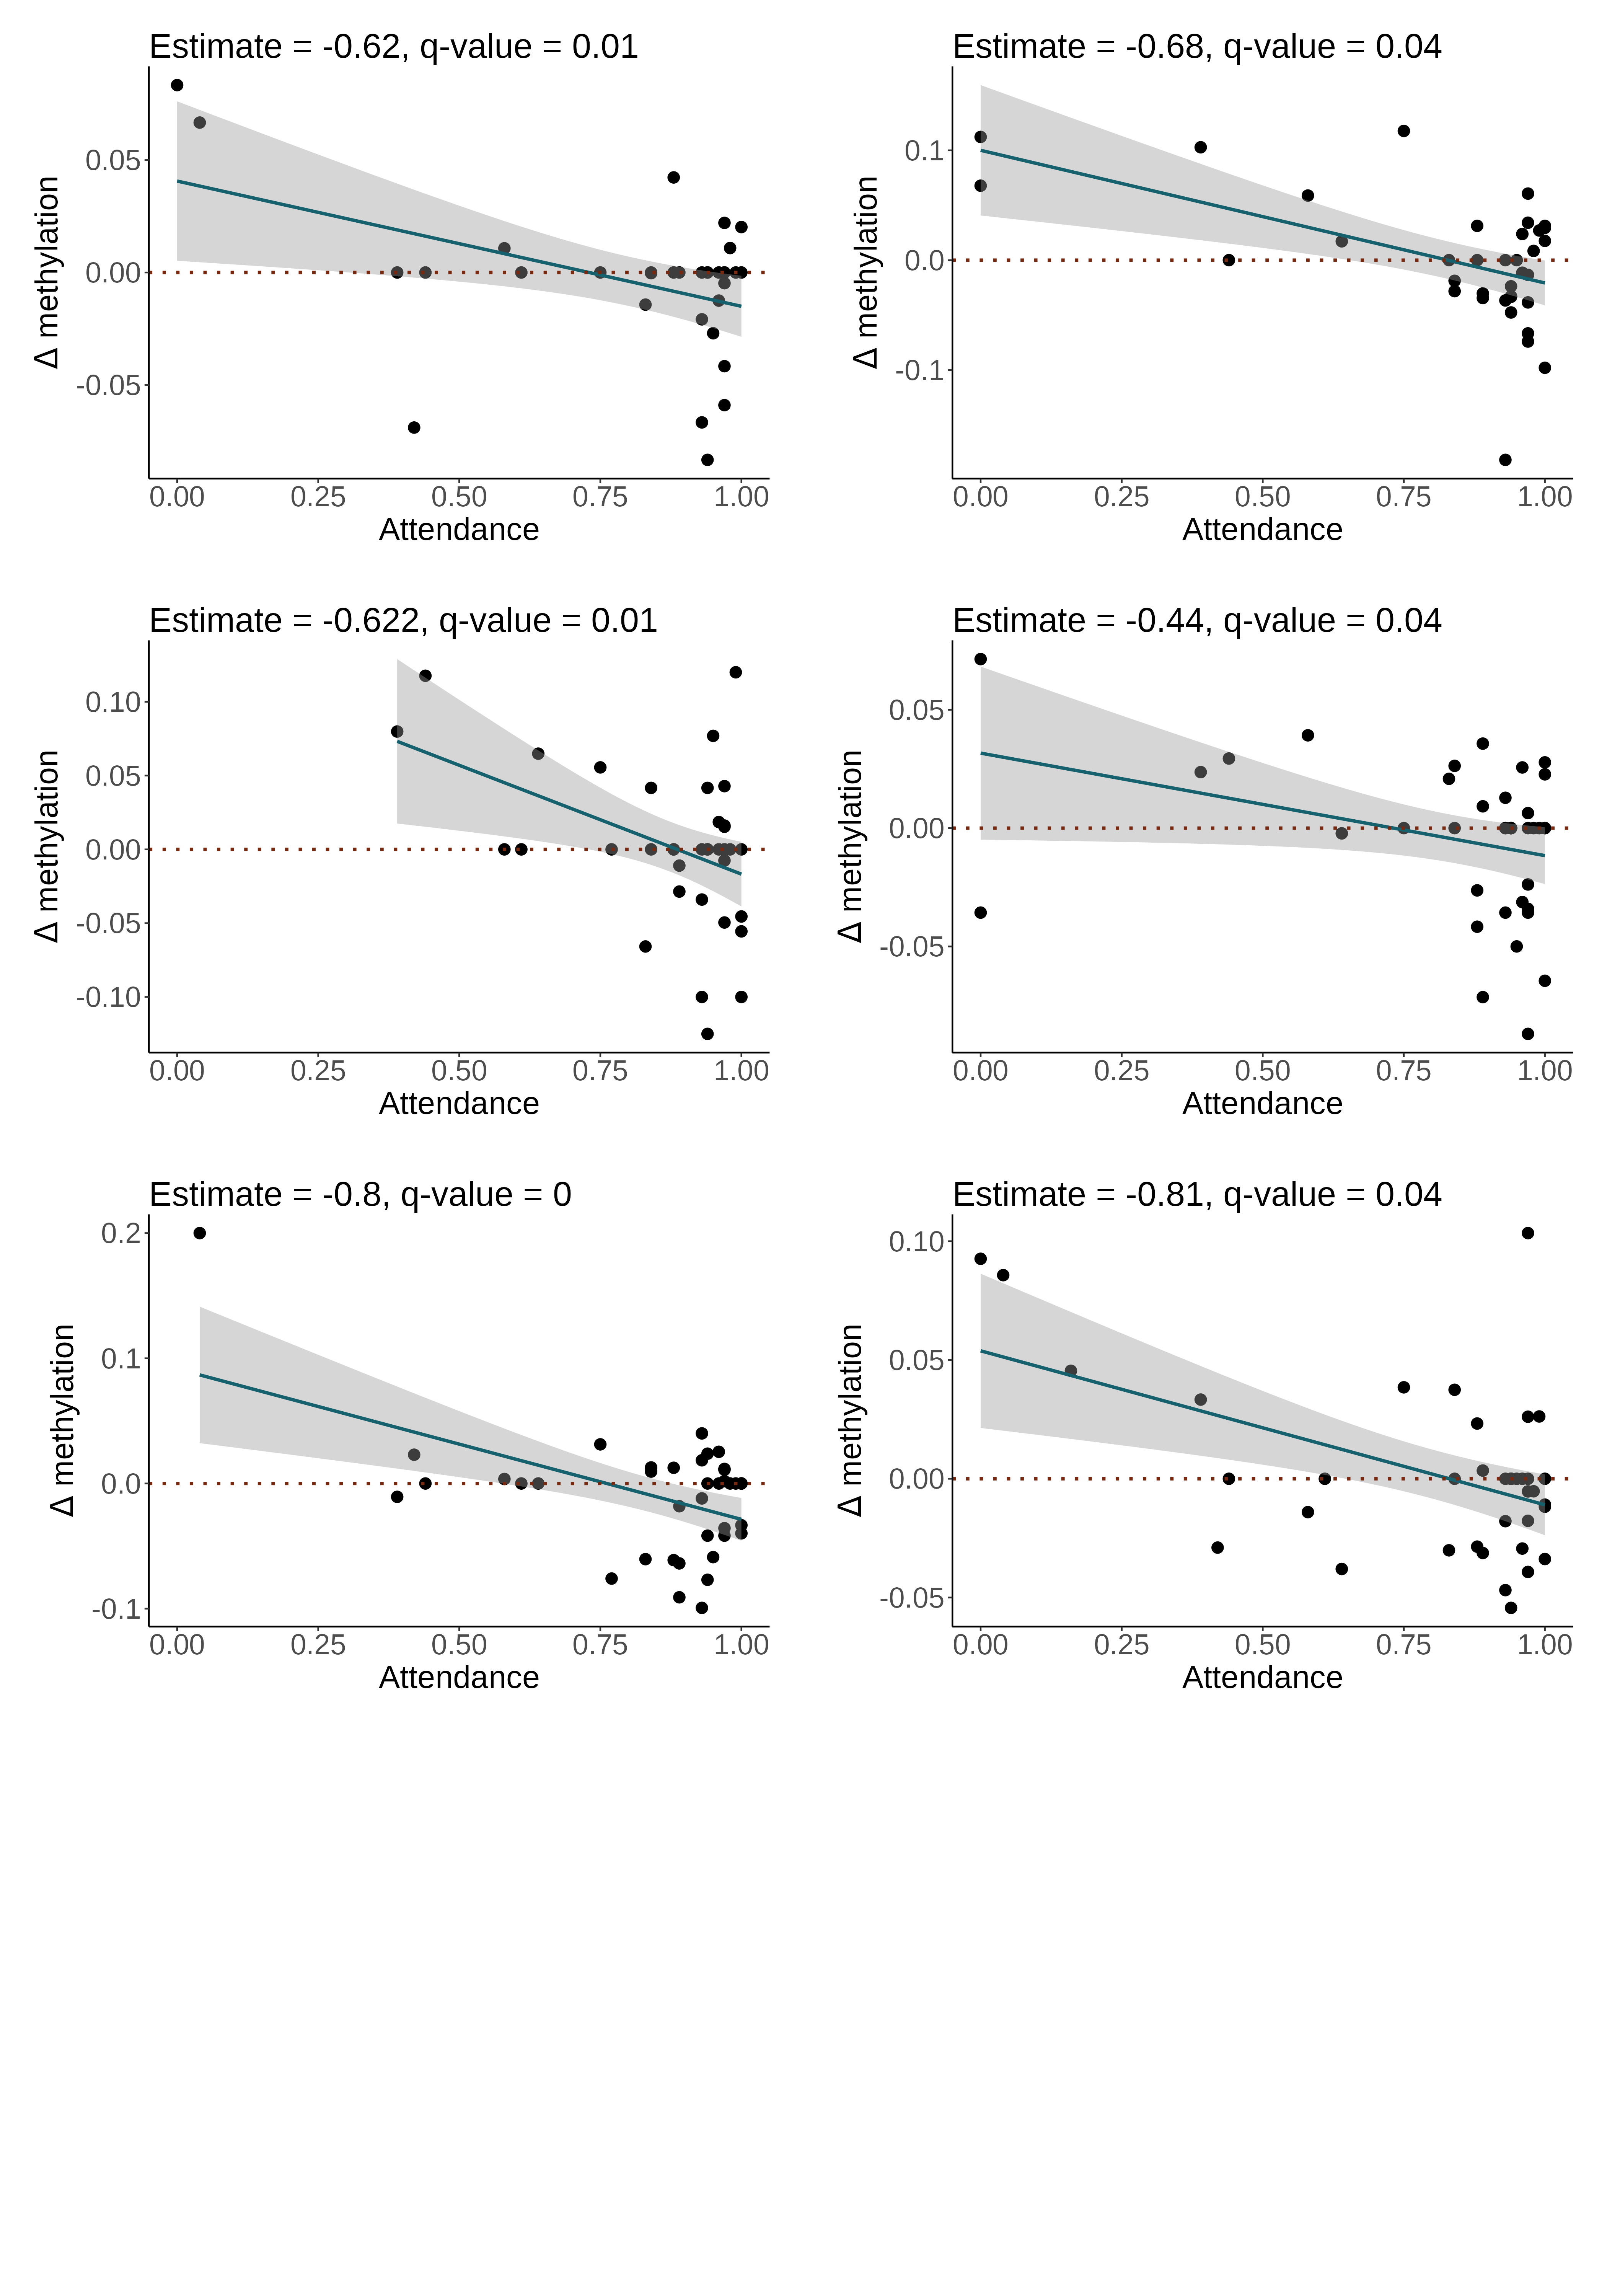 Estimate = -0.62, q-value = 0.01
0.05
0.00
-0.05
Δ methylation
0.00 0.25 0.50 0.75 1.00
Attendance
Estimate = -0.68, q-value = 0.04
0.1
0.0
-0.1
Δ methylation
0.00 0.25 0.50 0.75 1.00
Attendance
Estimate = -0.622, q-value = 0.01
0.10
0.05
0.00
-0.05
-0.10
Δ methylation
0.00 0.25 0.50 0.75 1.00
Attendance
Estimate = -0.44, q-value = 0.04
0.05
0.00
-0.05
Δ methylation
0.00 0.25 0.50 0.75 1.00
Attendance
Estimate = -0.8, q-value = 0
0.2
0.1
0.0
-0.1
Δ methylation
0.00 0.25 0.50 0.75 1.00
Attendance
Estimate = -0.81, q-value = 0.04
0.10
0.05
0.00
-0.05
Δ methylation
0.00 0.25 0.50 0.75 1.00
Attendance